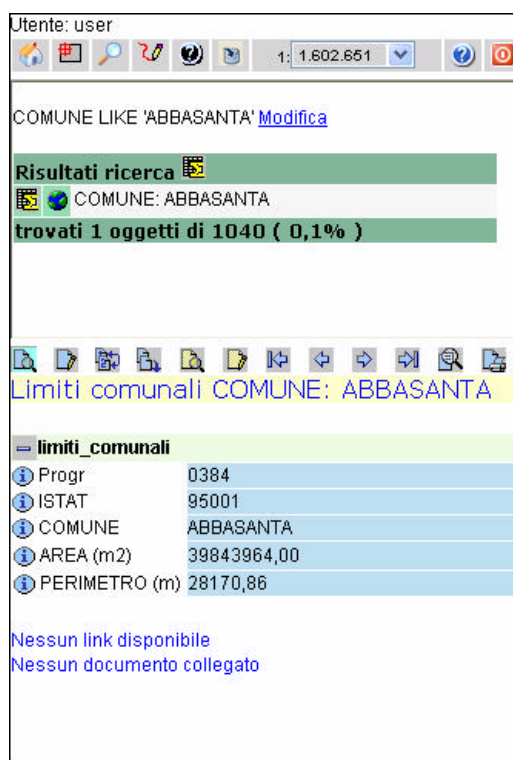 Utente: user
1: 1.602.651
COMUNE LIKE 'ABBASANTA' Modifica
Risultati ricerca
COMUNE: ABBASANTA
trovati 1 oggetti di 1040 ( 0,1% )
Limiti comunali COMUNE: ABBASANTA
limiti_comunali
Progr 0384
ISTAT 95001
COMUNE ABBASANTA
AREA (m2) 39843964,00
PERIMETRO (m) 28170,86
Nessun link disponibile
Nessun documento collegato